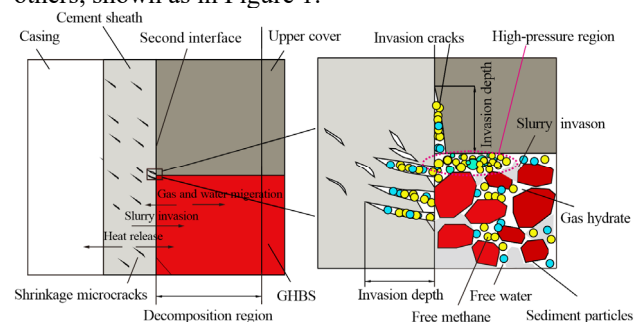 others, shown as in Figure 1.
Cement sheath
Casing
Second interface
Upper cover
Invasion cracks
High-pressure region
Invasion depth
Slurry invason
Gas and water migeration
Slurry invasion
Heat release
Gas hydrate
Shrinkage microcracks
GHBS
Decomposition region
Invasion depth
Free water
Free methane
Sediment particles